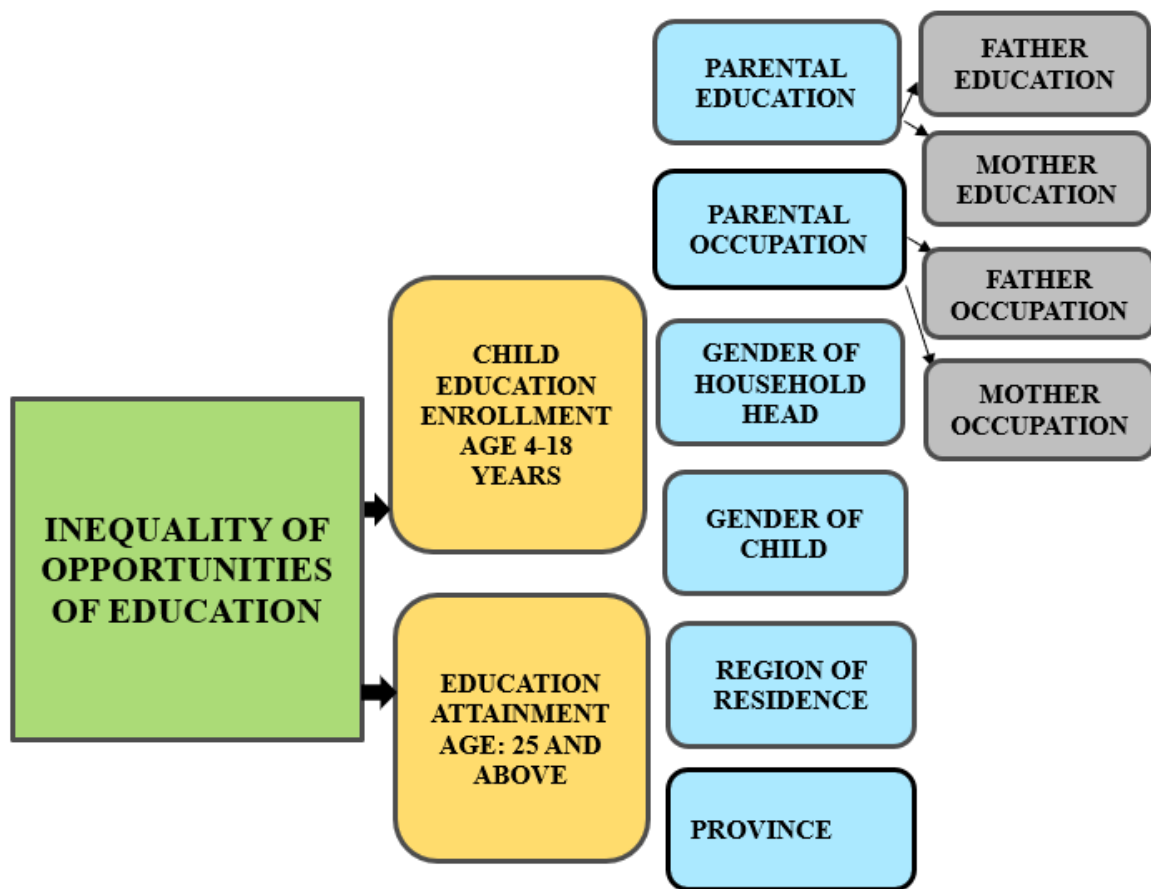 INEQUALITY OF
OPPORTUNITIES
OF EDUCATION
CHILD
EDUCATION
ENROLLMENT
AGE 4-18
YEARS
EDUCATION
ATTAINMENT
AGE: 25 AND
ABOVE
PARENTAL
EDUCATION
PARENTAL
OCCUPATION
GENDER OF
HOUSEHOLD
HEAD
GENDER OF
CHILD
REGION OF
RESIDENCE
PROVINCE
FATHER
EDUCATION
MOTHER
EDUCATION
FATHER
OCCUPATION
MOTHER
OCCUPATION